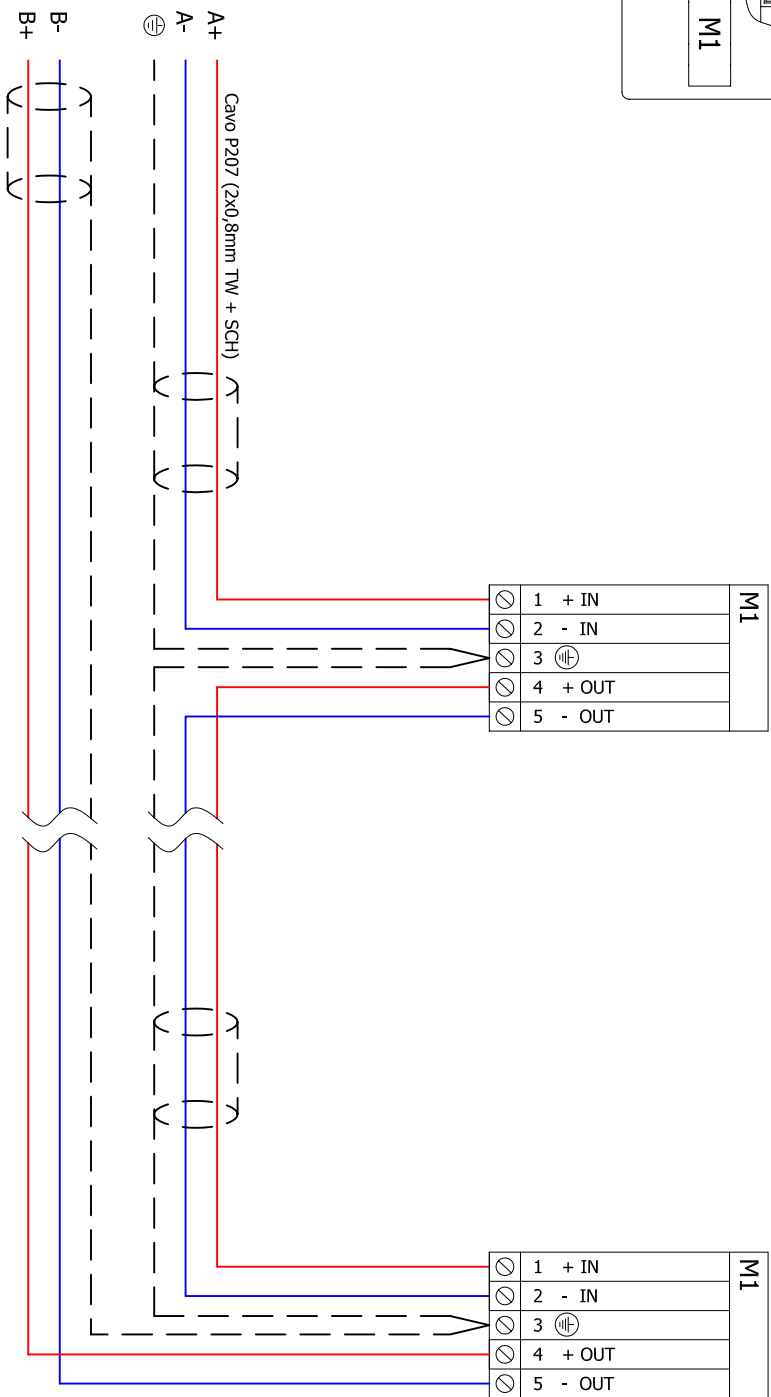 M1
B+
B-
A-
A+
Cavo P207 (2x0,8mm TW + SCH)
M1
1 + IN
2 - IN
3
4 + OUT
5 - OUT
M1
1 + IN
2 - IN
3
4 + OUT
5 - OUT